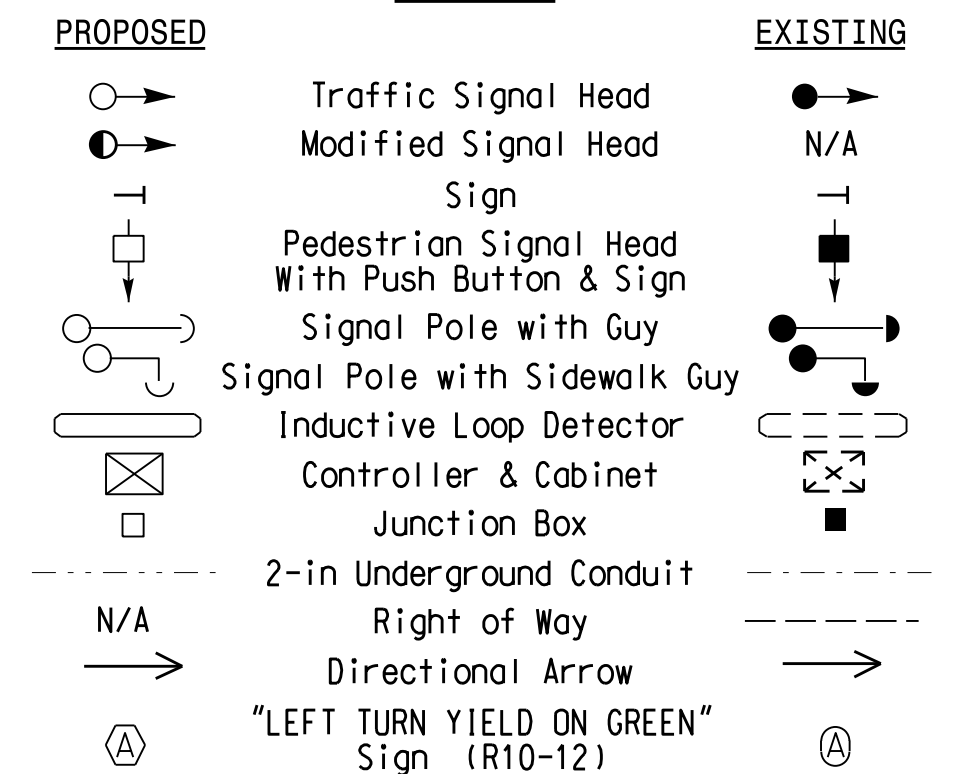 PROPOSED EXISTING
Traffic Signal Head
Modified Signal Head N/A
Sign
Pedestrian Signal Head
With Push Button & Sign
Signal Pole with Guy
Signal Pole with Sidewalk Guy
Inductive Loop Detector
Controller & Cabinet
Junction Box
2-in Underground Conduit
N/A Right of Way
Directional Arrow
"LEFT TURN YIELD ON GREEN"
A Sign (R10-12) A